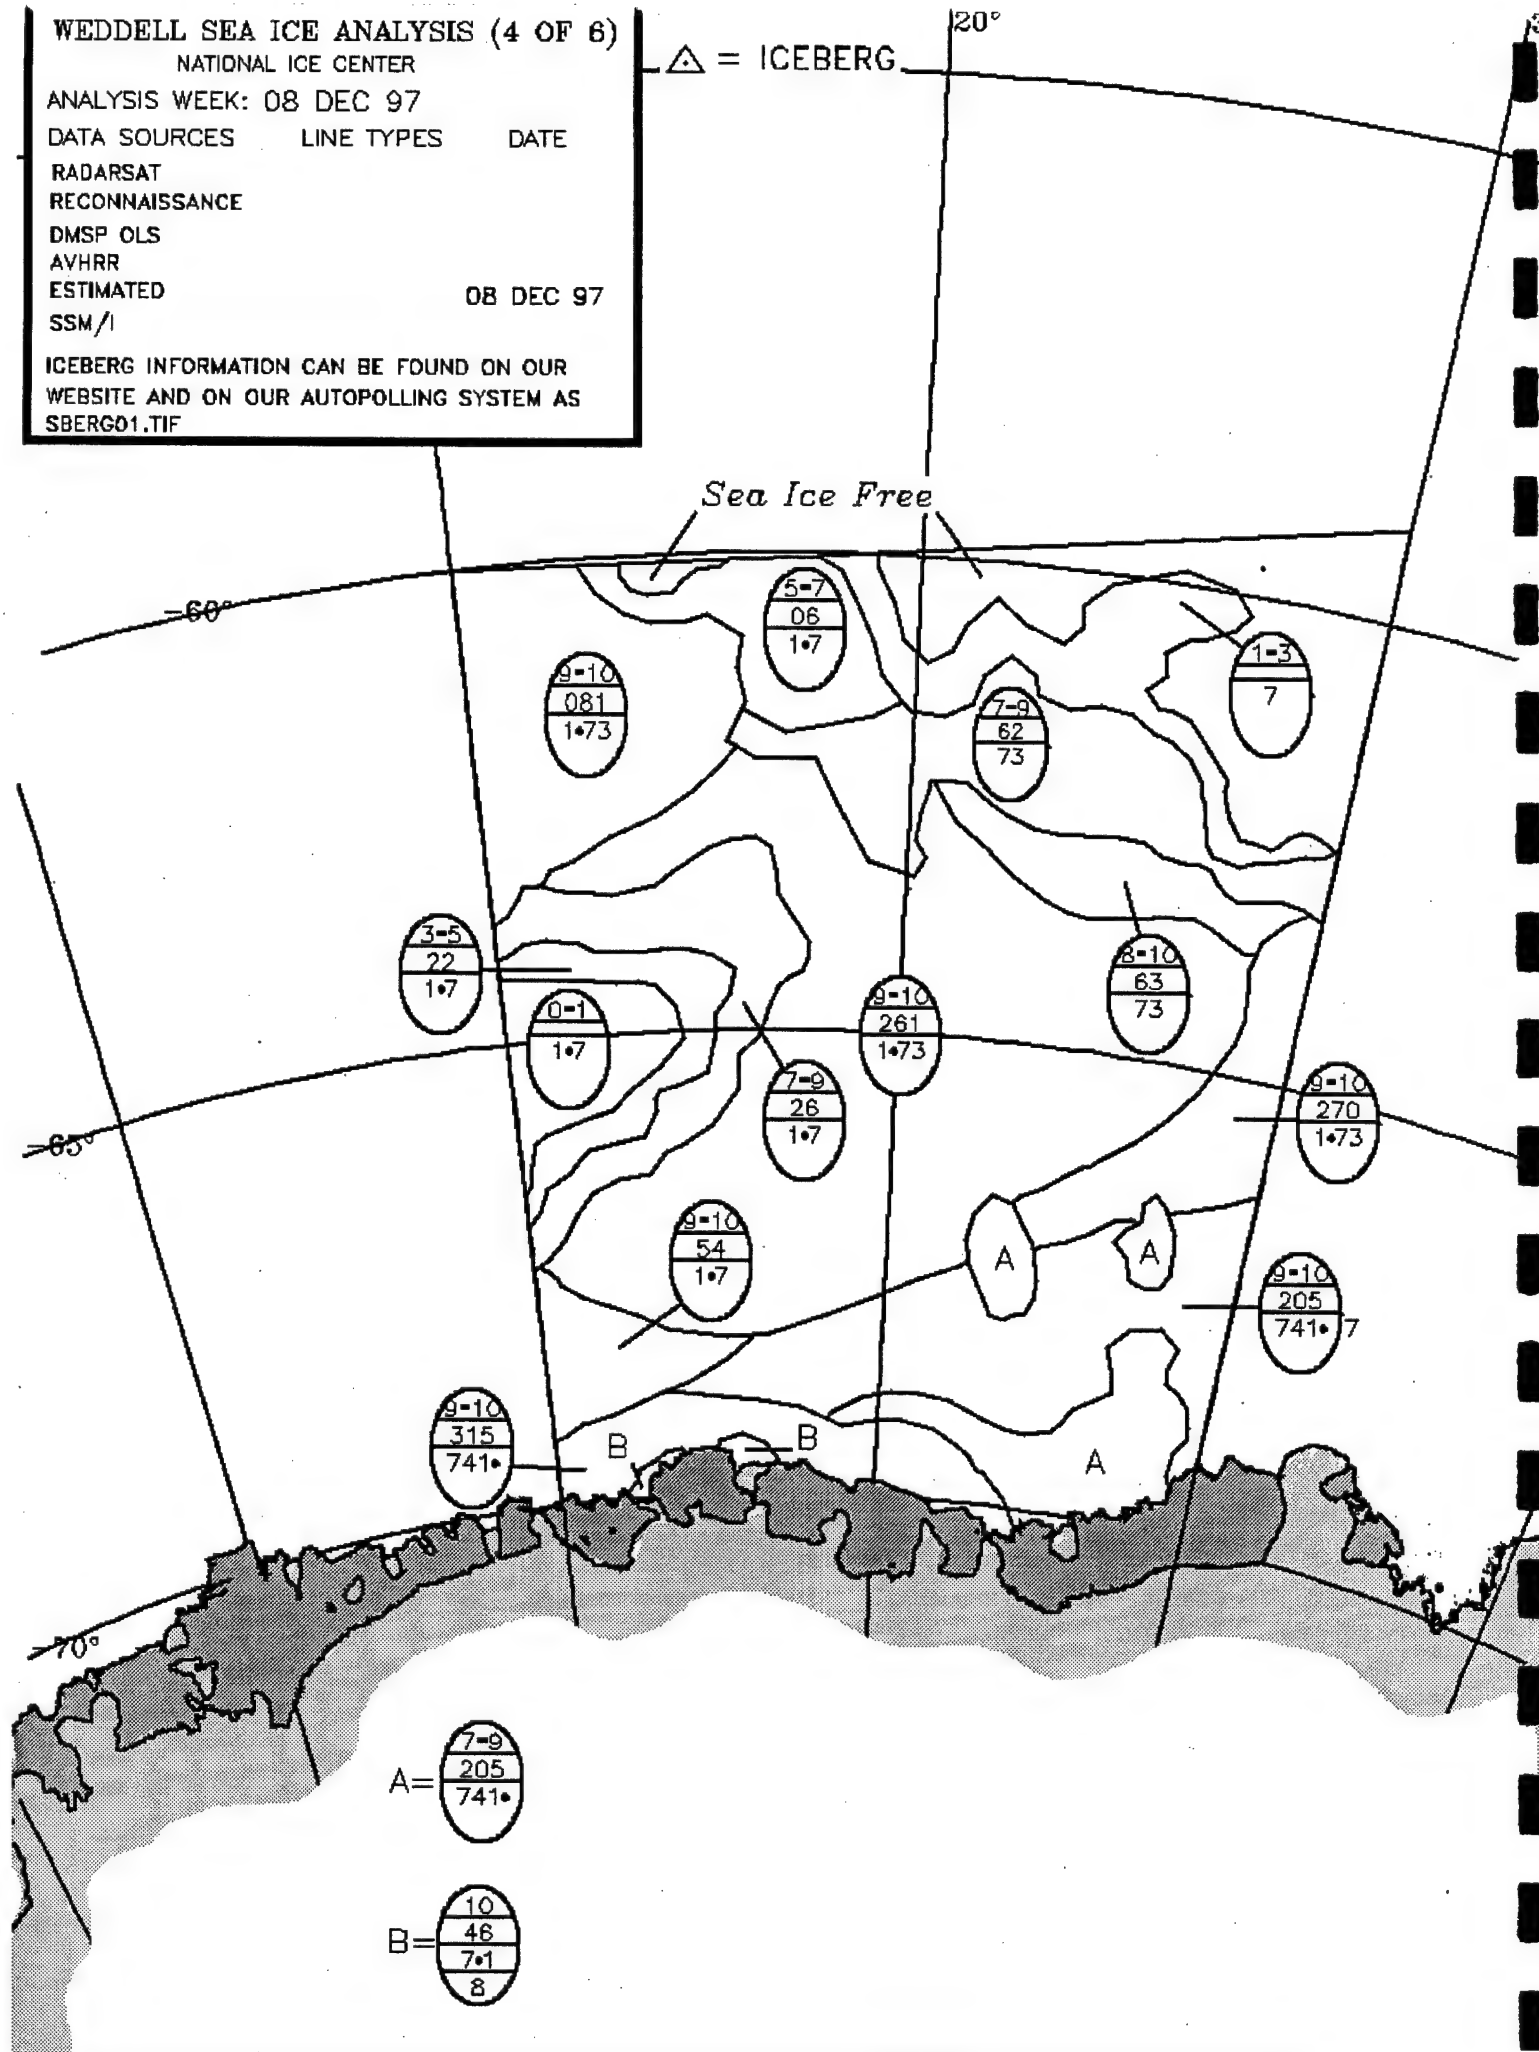 WEDDELL SEA ICE ANALYSIS (4 OF 6)
NATIONAL ICE CENTER
ANALYSIS WEEK: 08 DEC 97
DATA SOURCES LINE TYPES DATE
RADARSAT
RECONNAISSANCE
DMSP OLS
AVHRR
ESTIMATED 08 DEC 97
SSM/I
ICEBERG INFORMATION CAN BE FOUND ON OUR
WEBSITE AND ON OUR AUTOPOLLING SYSTEM AS
SBERG01.TIF
= ICEBERG
20°
Sea Ice Free
-60°
5-7
06
1•7
9-10
081
1•73
7-9
62
73
1-3
7
3-5
22
1•7
0-1
1•7
9-10
261
1•73
8-10
63
73
7-9
26
1•7
9-10
270
1•73
-65°
9-10
54
1•7
A
A
9-10
205
741• 7
9-10
315
741•
B
B
A
-70°
A=
7-9
205
741•
B=
10
46
7•1
8